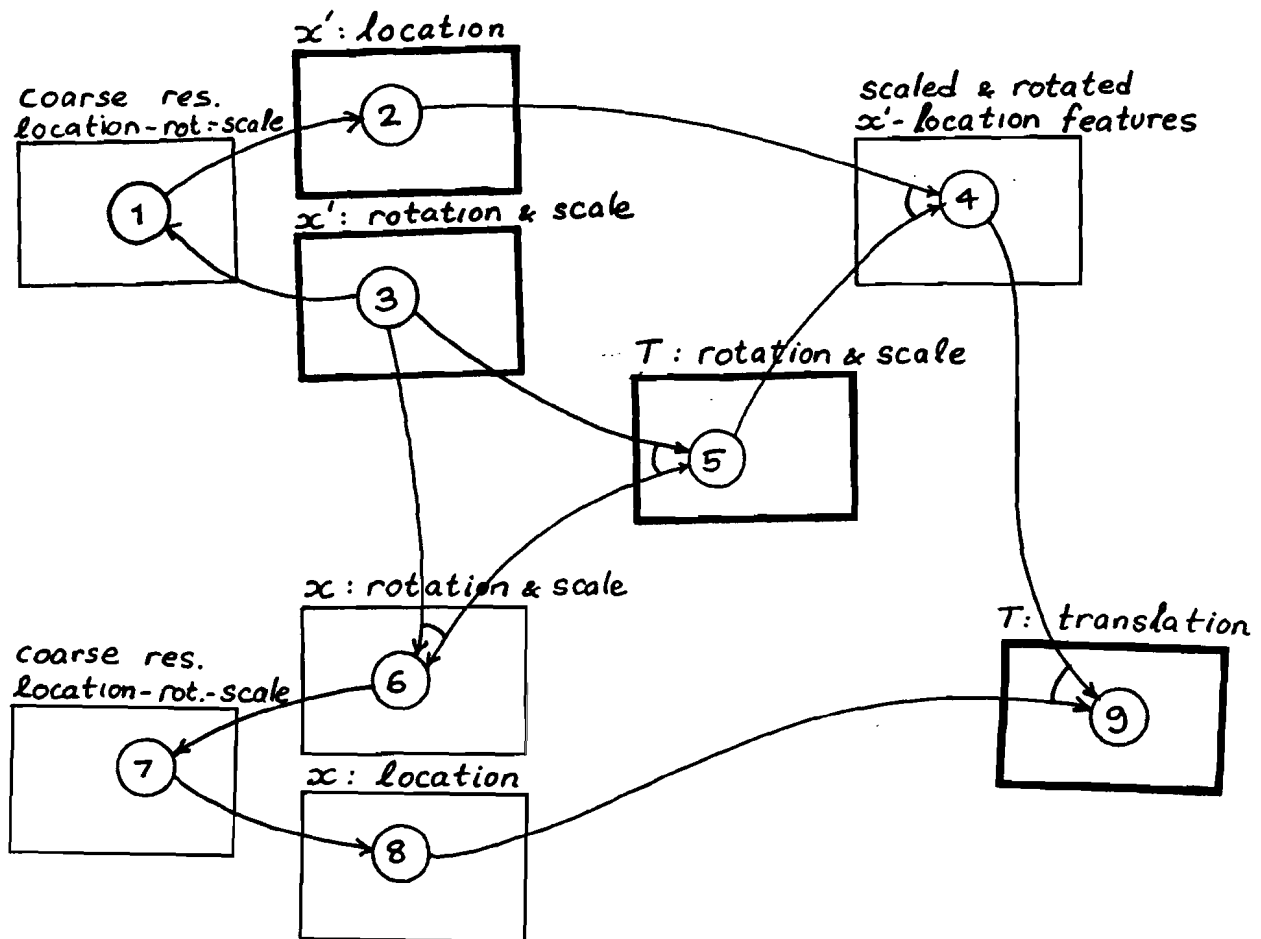 x': location
coarse res.
location-rot.-scale
2
1
x': rotation & scale
3
scaled & rotated
x'-location features
4
T: rotation & scale
5
x: rotation & scale
6
coarse res.
location-rot.-scale
7
x: location
8
T: translation
9